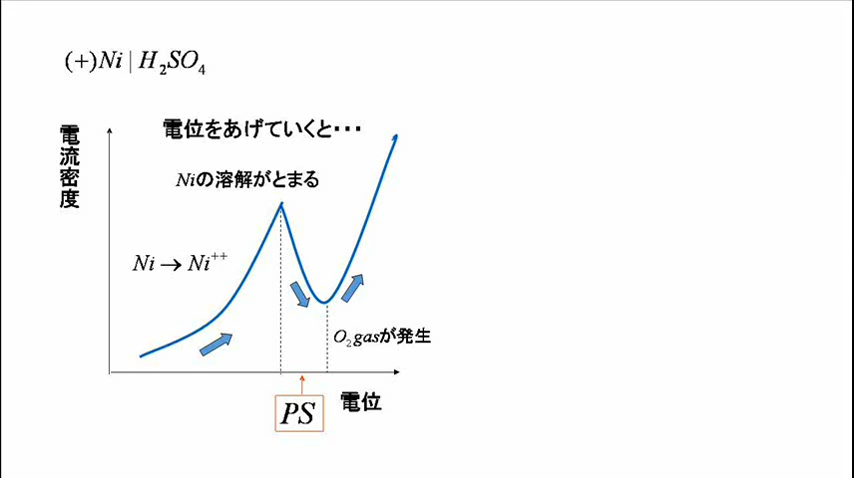 (+)Ni | H₂SO₄
電位をあげていくと・・・
電流密度
Niの溶解がとまる
Ni → Ni⁺⁺
O₂gasが発生
PS
電位